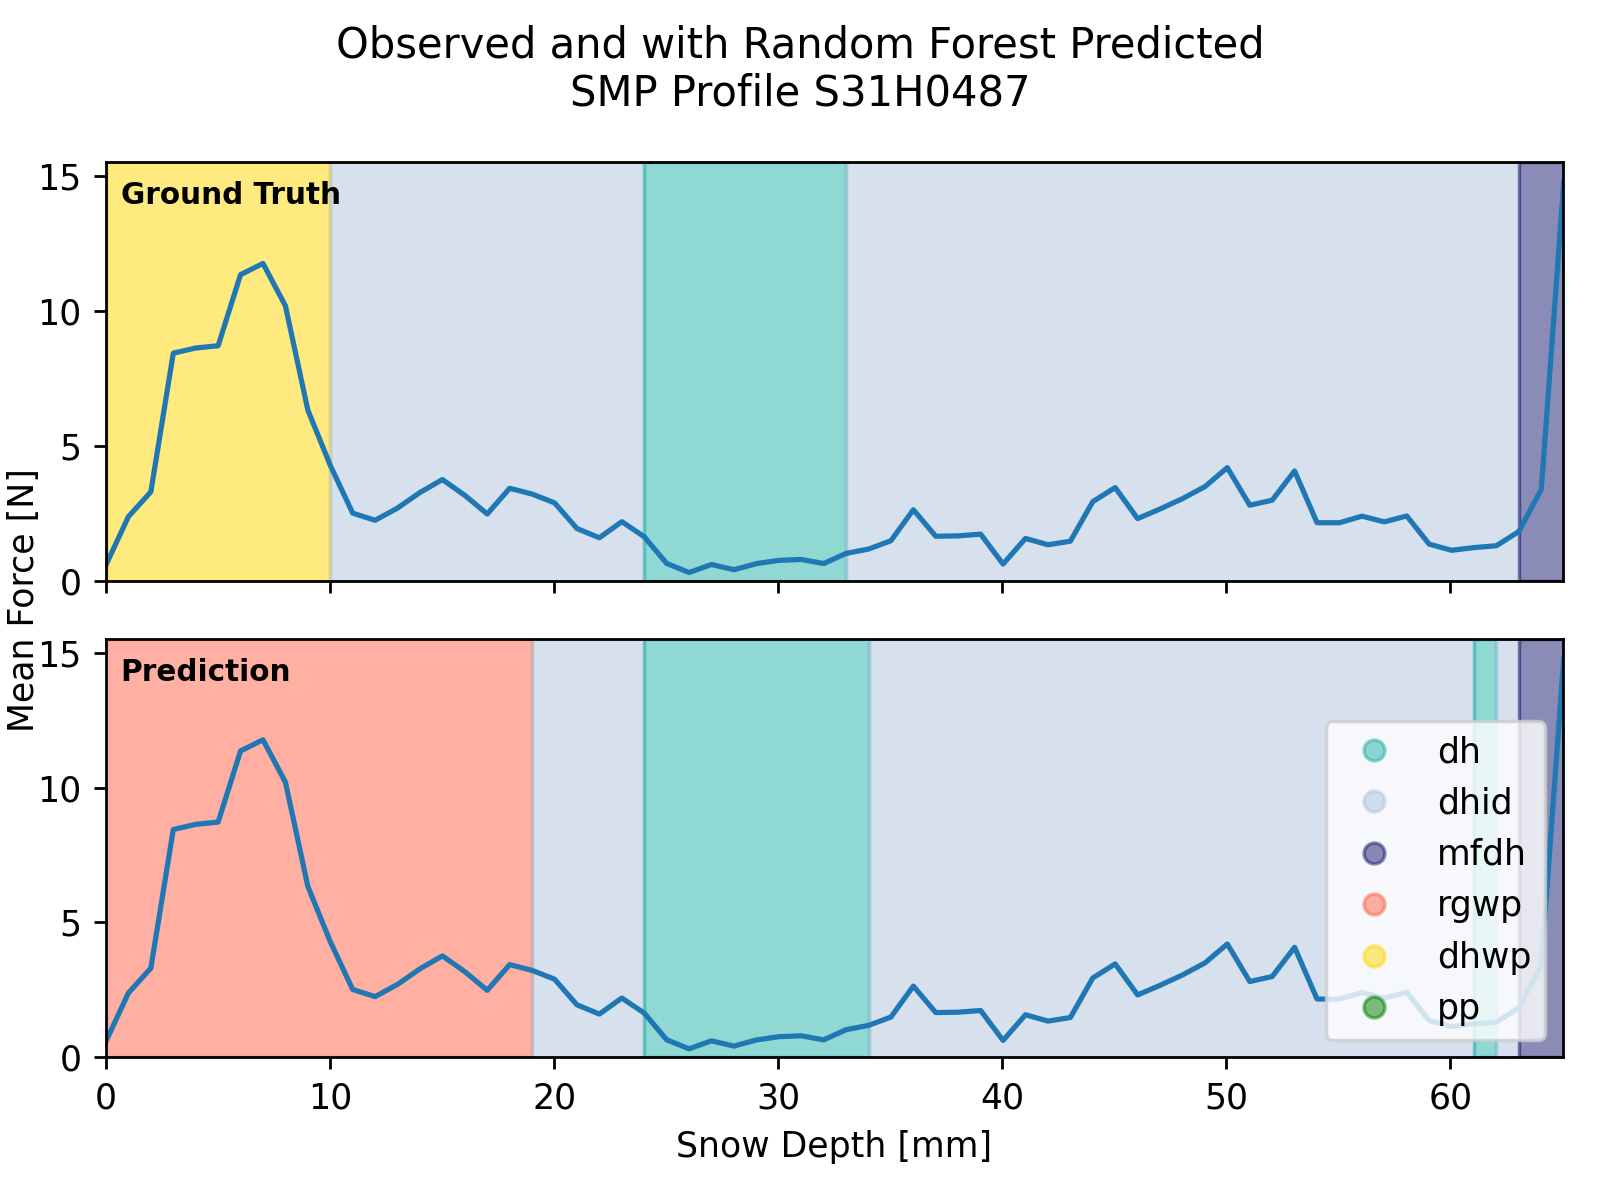 Observed and with Random Forest Predicted
SMP Profile S31H0487
Mean Force [N]
15
10
5
0
Ground Truth
15
10
5
0
Prediction
dh
dhid
mfdh
rgwp
dhwp
pp
0 10 20 30 40 50 60
Snow Depth [mm]